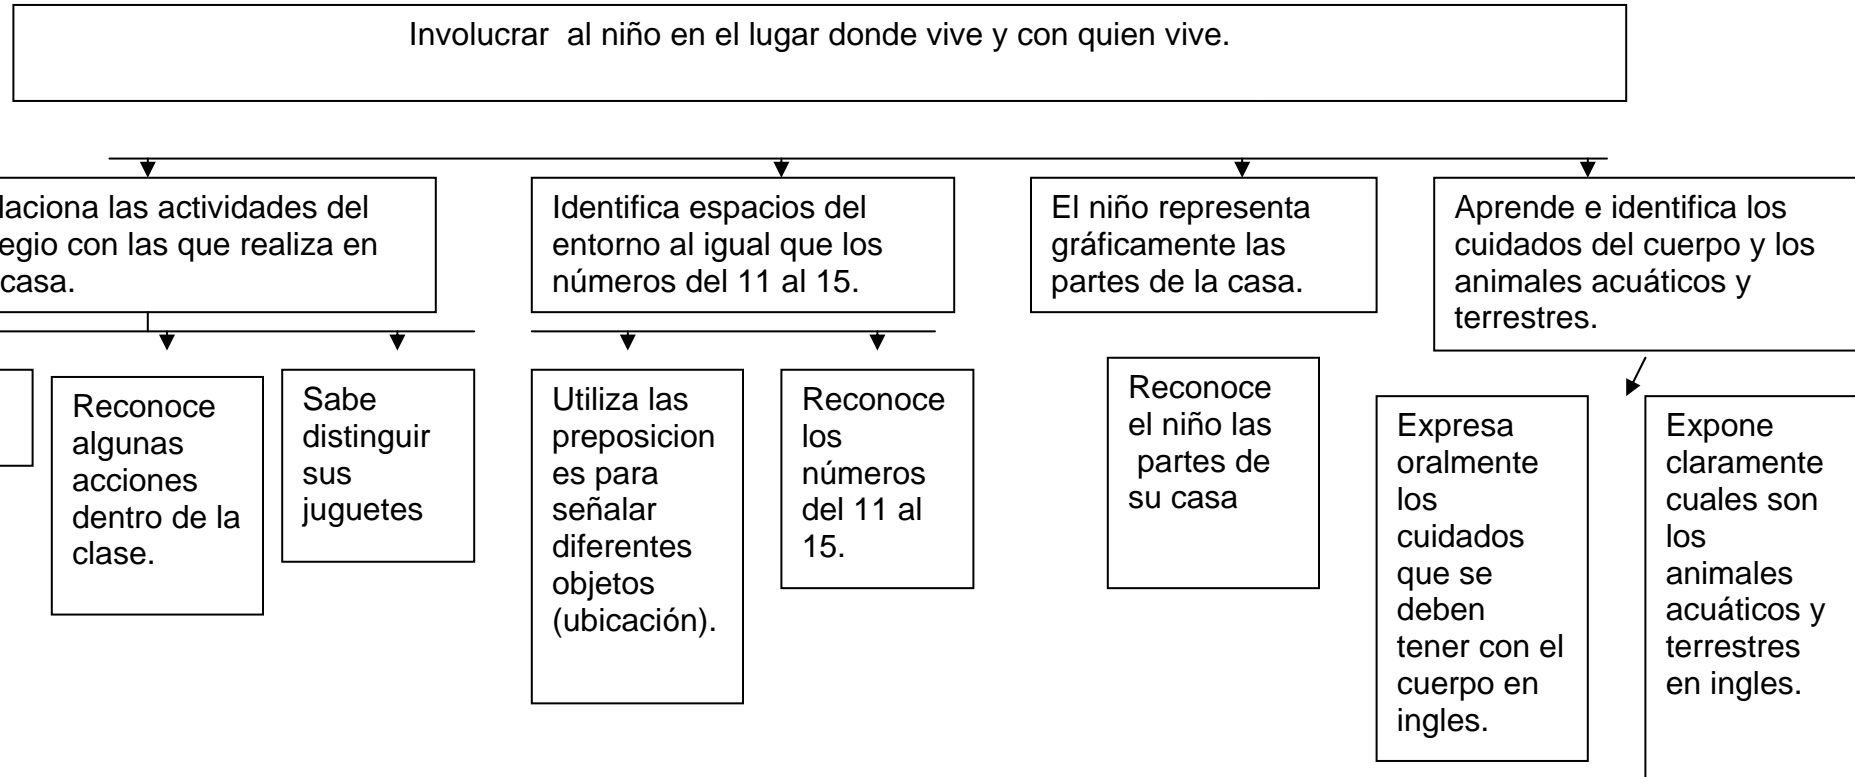 Involucrar  al niño en el lugar donde vive y con quien vive.
laciona las actividades del
egio con las que realiza en
casa.
Identifica espacios del
entorno al igual que los
números del 11 al 15.
El niño representa
gráficamente las
partes de la casa.
Aprende e identifica los
cuidados del cuerpo y los
animales acuáticos y
terrestres.
Reconoce
algunas
acciones
dentro de la
clase.
Sabe
distinguir
sus
juguetes
Utiliza las
preposicion
es para
señalar
diferentes
objetos
(ubicación).
Reconoce
los
números
del 11 al
15.
Reconoce
el niño las
partes de
su casa
Expresa
oralmente
los
cuidados
que se
deben
tener con el
cuerpo en
ingles.
Expone
claramente
cuales son
los
animales
acuáticos y
terrestres
en ingles.